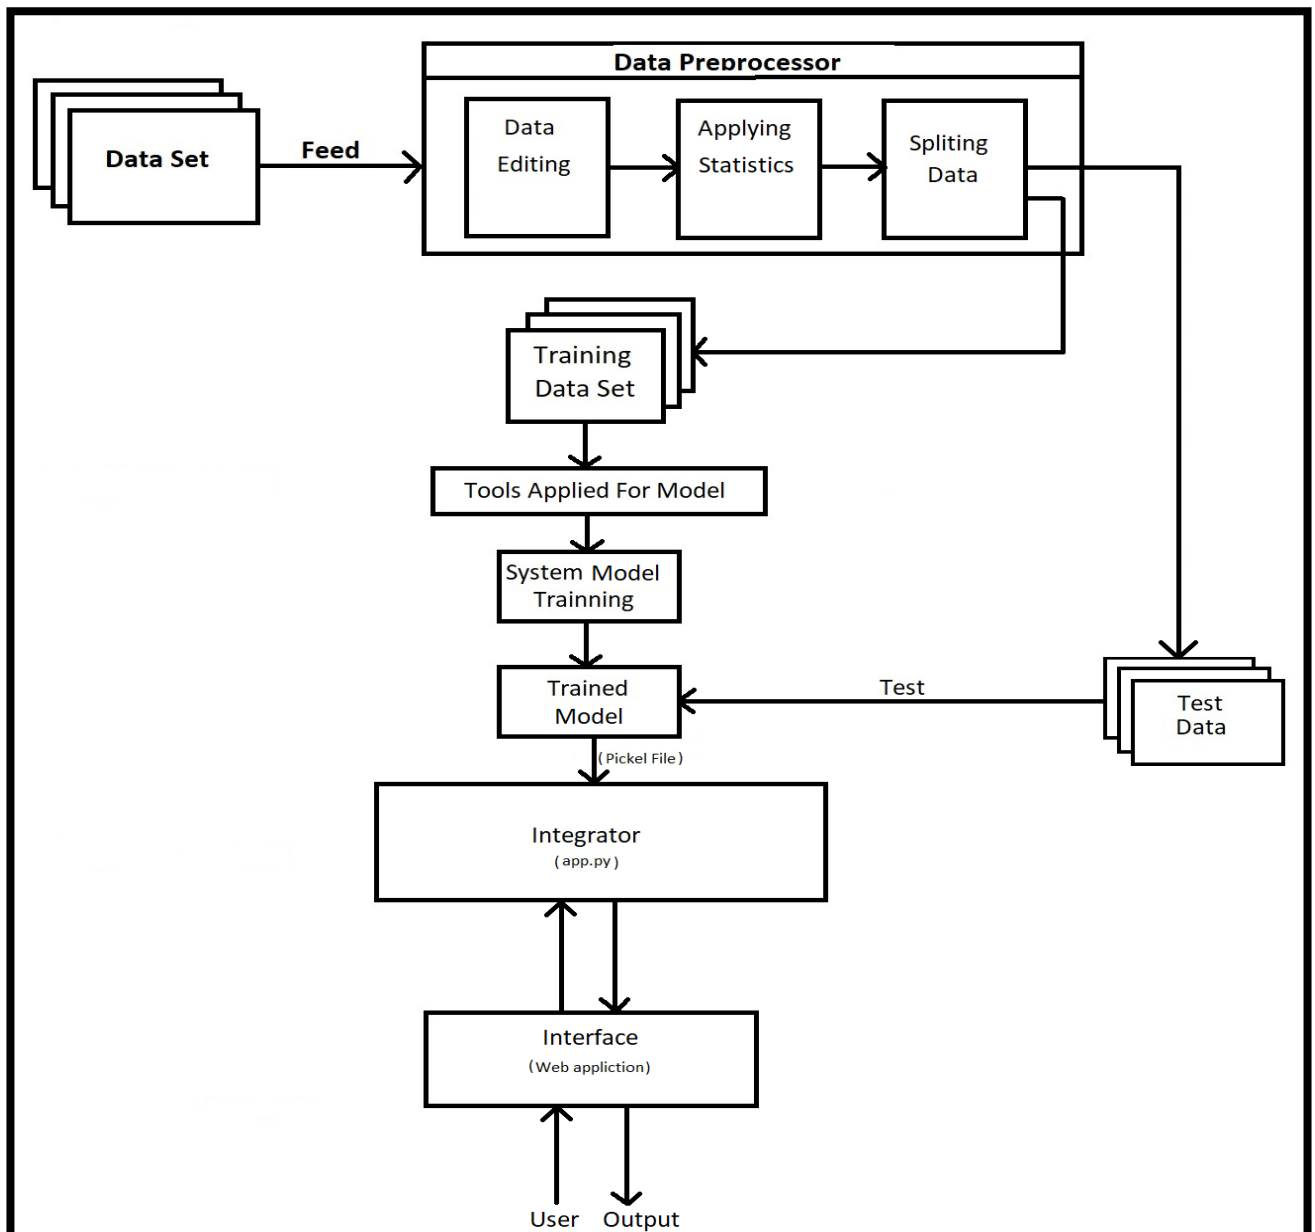 Data Preprocessor
Data Set
Feed
Data
Editing
Applying
Statistics
Spliting
Data
Training
Data Set
Tools Applied For Model
System Model
Trainning
Trained
Model
Test
Test
Data
(Pickel File)
Integrator
(app.py)
Interface
(Web appliction)
User
Output